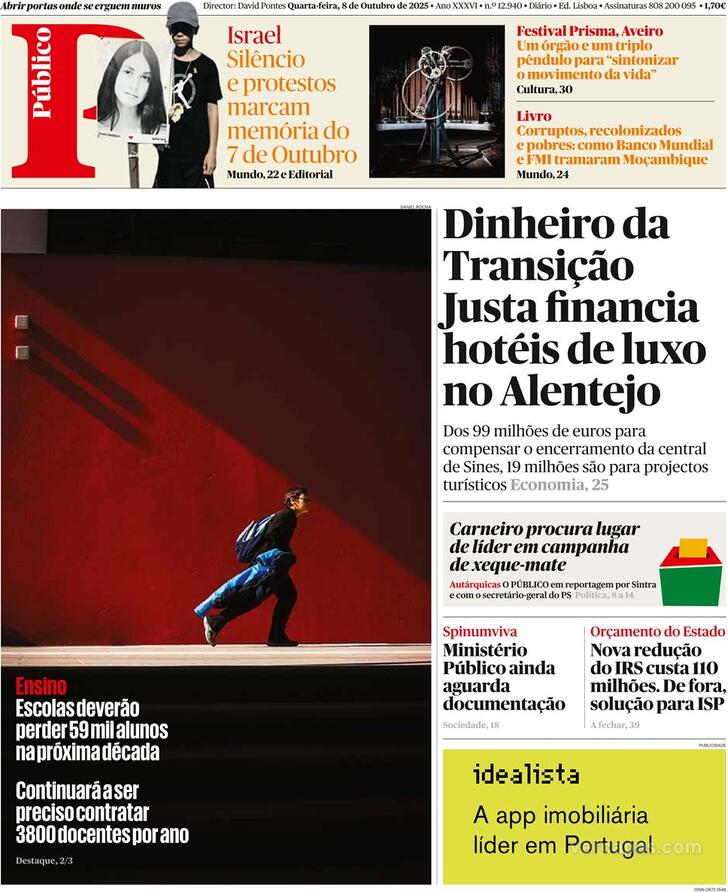 Abrir portas onde se erguem muros
Director: David Pontes Quarta-feira, 8 de Outubro de 2025 • Ano XXXVI • n.º 12.940 • Diário • Ed. Lisboa • Assinaturas 808 200 095 • 1,70€
Público
Israel
Silêncio
e protestos
marcam
memória do
7 de Outubro
Mundo, 22 e Editorial
Festival Prisma, Aveiro
Um órgão e um triplo
pêndulo para “sintonizar
o movimento da vida”
Cultura, 30
Livro
Corruptos, recolonizados
e pobres: como Banco Mundial
e FMI tramaram Moçambique
Mundo, 24
DANIEL ROCHA
Ensino
Escolas deverão
perder 59 mil alunos
na próxima década
Continuará a ser
preciso contratar
3800 docentes por ano
Destaque, 2/3
Dinheiro da
Transição
Justa financia
hotéis de luxo
no Alentejo
Dos 99 milhões de euros para
compensar o encerramento da central
de Sines, 19 milhões são para projectos
turísticos Economia, 25
Carneiro procura lugar
de líder em campanha
de xeque-mate
Autárquicas O PÚBLICO em reportagem por Sintra
e com o secretário-geral do PS Política, 8 a 14
Spinumviva
Ministério
Público ainda
aguarda
documentação
Sociedade, 18
Orçamento do Estado
Nova redução
do IRS custa 110
milhões. De fora,
solução para ISP
A fechar, 39
PUBLICIDADE
idealista
A app imobiliária
líder em Portugal
ISNN-0872-1548